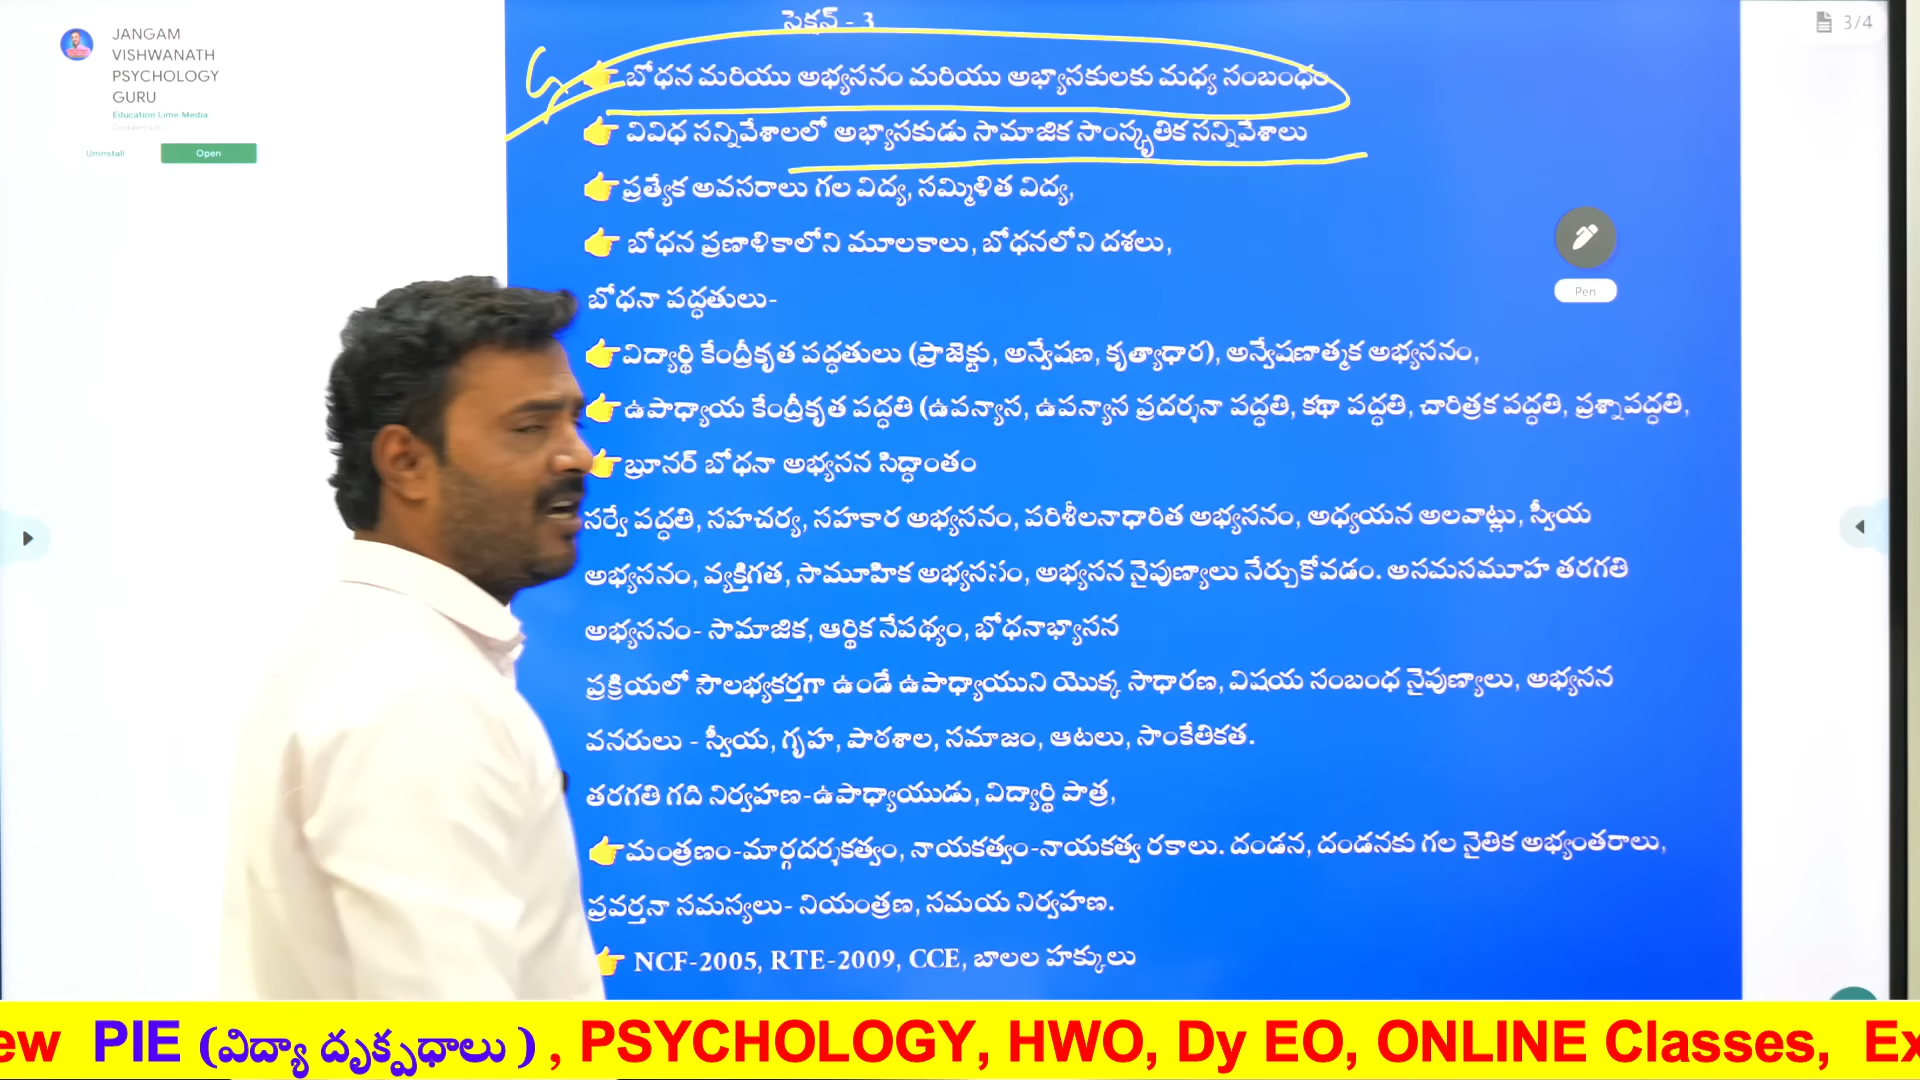 JANGAM
VISHWANATH
PSYCHOLOGY
GURU
Education Lime Media
Contains ads
Uninstall
Open
3/4
Pen
సెక్షన్ - 3
👉 బోధన మరియు అభ్యసనం మరియు అభ్యాసకులకు మధ్య సంబంధం
👉 వివిధ సన్నివేశాలలో అభ్యాసకుడు సామాజిక సాంస్కృతిక సన్నివేశాలు
👉 ప్రత్యేక అవసరాలు గల విద్య, సమ్మిళిత విద్య,
👉 బోధన ప్రణాళికాలోని మూలకాలు, బోధనలోని దశలు,
బోధనా పద్ధతులు-
👉 విద్యార్థి కేంద్రీకృత పద్ధతులు (ప్రాజెక్టు, అన్వేషణ, కృత్యాధార), అన్వేషణాత్మక అభ్యసనం,
👉 ఉపాధ్యాయ కేంద్రీకృత పద్ధతి (ఉపన్యాస, ఉపన్యాస ప్రదర్శనా పద్ధతి, కథా పద్ధతి, చారిత్రక పద్ధతి, ప్రశ్నాపద్ధతి,
👉 బ్రూనర్ బోధనా అభ్యసన సిద్ధాంతం
సర్వే పద్ధతి, సహచర్య, సహకార అభ్యసనం, పరిశీలనాధారిత అభ్యసనం, అధ్యయన అలవాట్లు, స్వీయ
అభ్యసనం, వ్యక్తిగత, సామూహిక అభ్యససం, అభ్యసన నైపుణ్యాలు నేర్చుకోవడం. అసమసమూహ తరగతి
అభ్యసనం- సామాజిక, ఆర్థిక నేపథ్యం, భోధనాభ్యాసన
ప్రక్రియలో సౌలభ్యకర్తగా ఉండే ఉపాధ్యాయుని యొక్క సాధారణ, విషయ సంబంధ నైపుణ్యాలు, అభ్యసన
వనరులు - స్వీయ, గృహ, పాఠశాల, సమాజం, ఆటలు, సాంకేతికత.
తరగతి గది నిర్వహణ-ఉపాధ్యాయుడు, విద్యార్థి పాత్ర,
👉 మంత్రణం-మార్గదర్శకత్వం, నాయకత్వం-నాయకత్వ రకాలు. దండన, దండనకు గల నైతిక అభ్యంతరాలు,
ప్రవర్తనా సమస్యలు- నియంత్రణ, సమయ నిర్వహణ.
👉 NCF-2005, RTE-2009, CCE, బాలల హక్కులు
ew PIE (విద్యా దృక్పధాలు ) , PSYCHOLOGY, HWO, Dy EO, ONLINE Classes, Ex